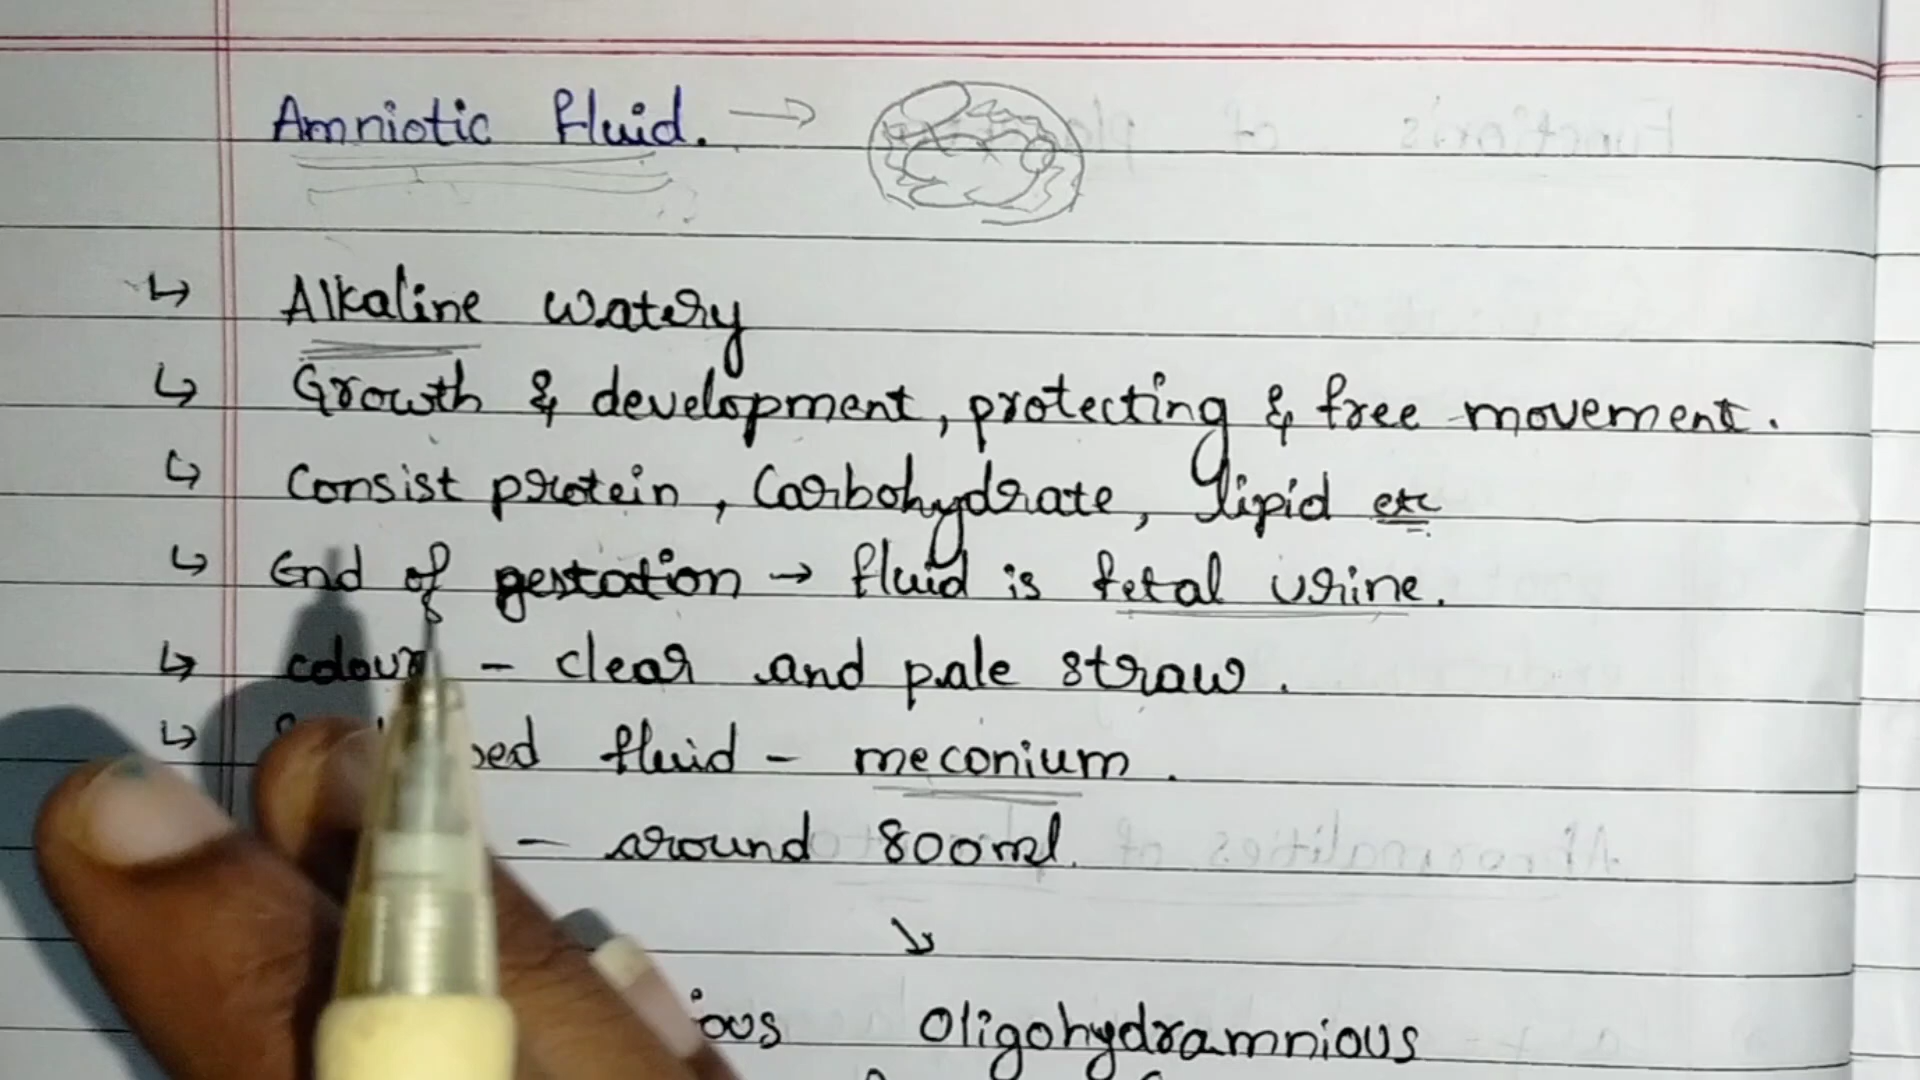 Amniotic fluid. →
↳ Alkaline watery
↳ Growth & development, protecting & free movement.
↳ Consist protein, Carbohydrate, lipid etc
↳ End of gestation → fluid is fetal urine.
↳ colour - clear and pale straw.
↳ fluid - meconium.
- around 800ml.
Oligohydramnious